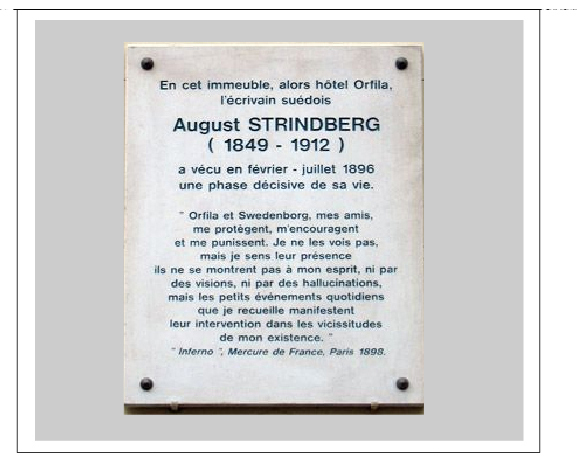 En cet immeuble, alors hôtel Orfila,
l'écrivain suédois
August STRINDBERG
( 1849 - 1912 )
a vécu en février - juillet 1896
une phase décisive de sa vie.
" Orfila et Swedenborg, mes amis,
me protègent, m'encouragent
et me punissent. Je ne les vois pas,
mais je sens leur présence
ils ne se montrent pas à mon esprit, ni par
des visions, ni par des hallucinations,
mais les petits événements quotidiens
que je recueille manifestent
leur intervention dans les vicissitudes
de mon existence. "
" Inferno ", Mercure de France, Paris 1898.